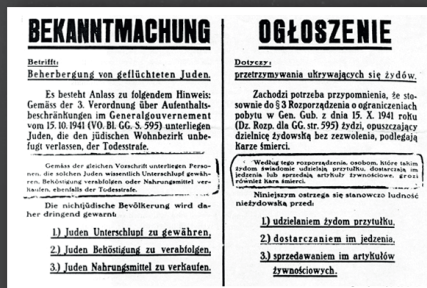 BEKANNTMACHUNG
Betrifft:
Beherbergung von geflüchteten Juden.
Es besteht Anlass zu folgendem Hinweis:
Gemäss der 3. Verordnung über Aufenthalts-
beschränkungen im Generalgouvernement
vom 15.10.1941 (VO. Bl. GG. S. 595) unterliegen
Juden, die den jüdischen Wohnbezirk unbe-
fugt verlassen, der Todesstrafe.
Gemäss der gleichen Vorschrift unterliegen Perso-
nen, die solchen Juden wissentlich Unterschlupf gewäh-
ren, Beköstigung verabfolgen oder Nahrungsmittel ver-
kaufen, ebenfalls der Todesstrafe.
Die nichtjüdische Bevölkerung wird da-
her dringend gewarnt:
1.) Juden Unterschlupf zu gewähren,
2.) Juden Beköstigung zu verabfolgen,
3.) Juden Nahrungsmittel zu verkaufen.
OGŁOSZENIE
Dotyczy:
przetrzymywania ukrywających się żydów.
Zachodzi potrzeba przypomnienia, że sto-
sownie do § 3 Rozporządzenia o ograniczeniach
pobytu w Gen. Gub. z dnia 15. X. 1941 roku
(Dz. Rozp. dla GG. str. 595) żydzi, opuszczający
dzielnicę żydowską bez zezwolenia, podlegają
karze śmierci.
Według tego rozporządzenia, osobom, które takim
żydom świadomie udzielają przytułku, dostarczają im
jedzenia lub sprzedają artykuły żywnościowe, grozi
również kara śmierci.
Niniejszym ostrzega się stanowczo ludność
nieżydowską przed:
1.) udzielaniem żydom przytułku,
2.) dostarczaniem im jedzenia,
3.) sprzedawaniem im artykułów
żywnościowych.